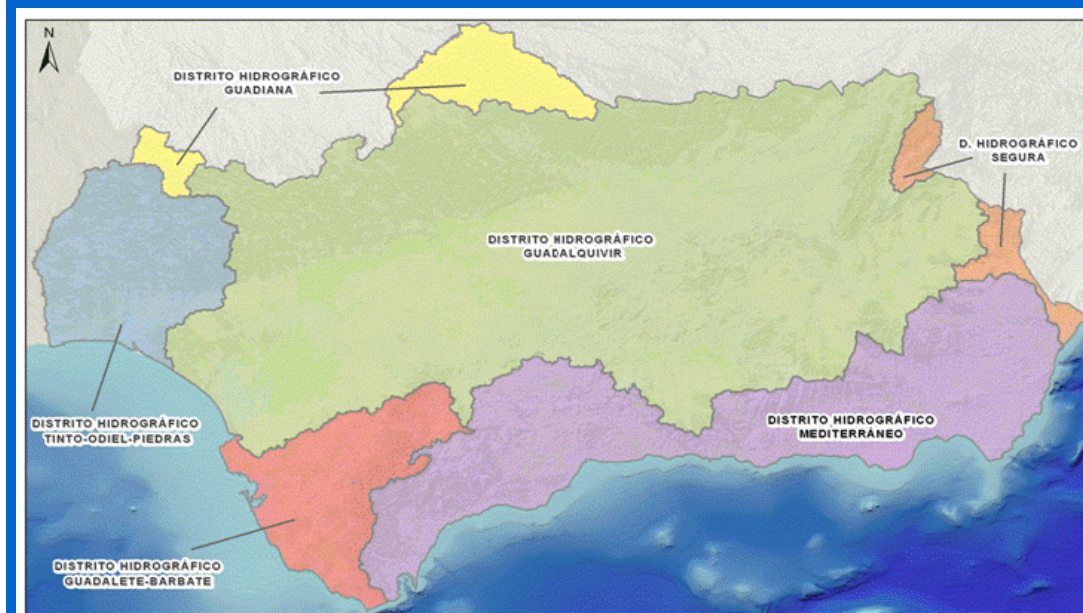 N
DISTRITO HIDROGRÁFICO
GUADIANA
D. HIDROGRÁFICO
SEGURA
DISTRITO HIDROGRÁFICO
GUADALQUIVIR
DISTRITO HIDROGRÁFICO
TINTO-ODIEL-PIEDRAS
DISTRITO HIDROGRÁFICO
MEDITERRÁNEO
DISTRITO HIDROGRÁFICO
GUADALETE-BARBATE